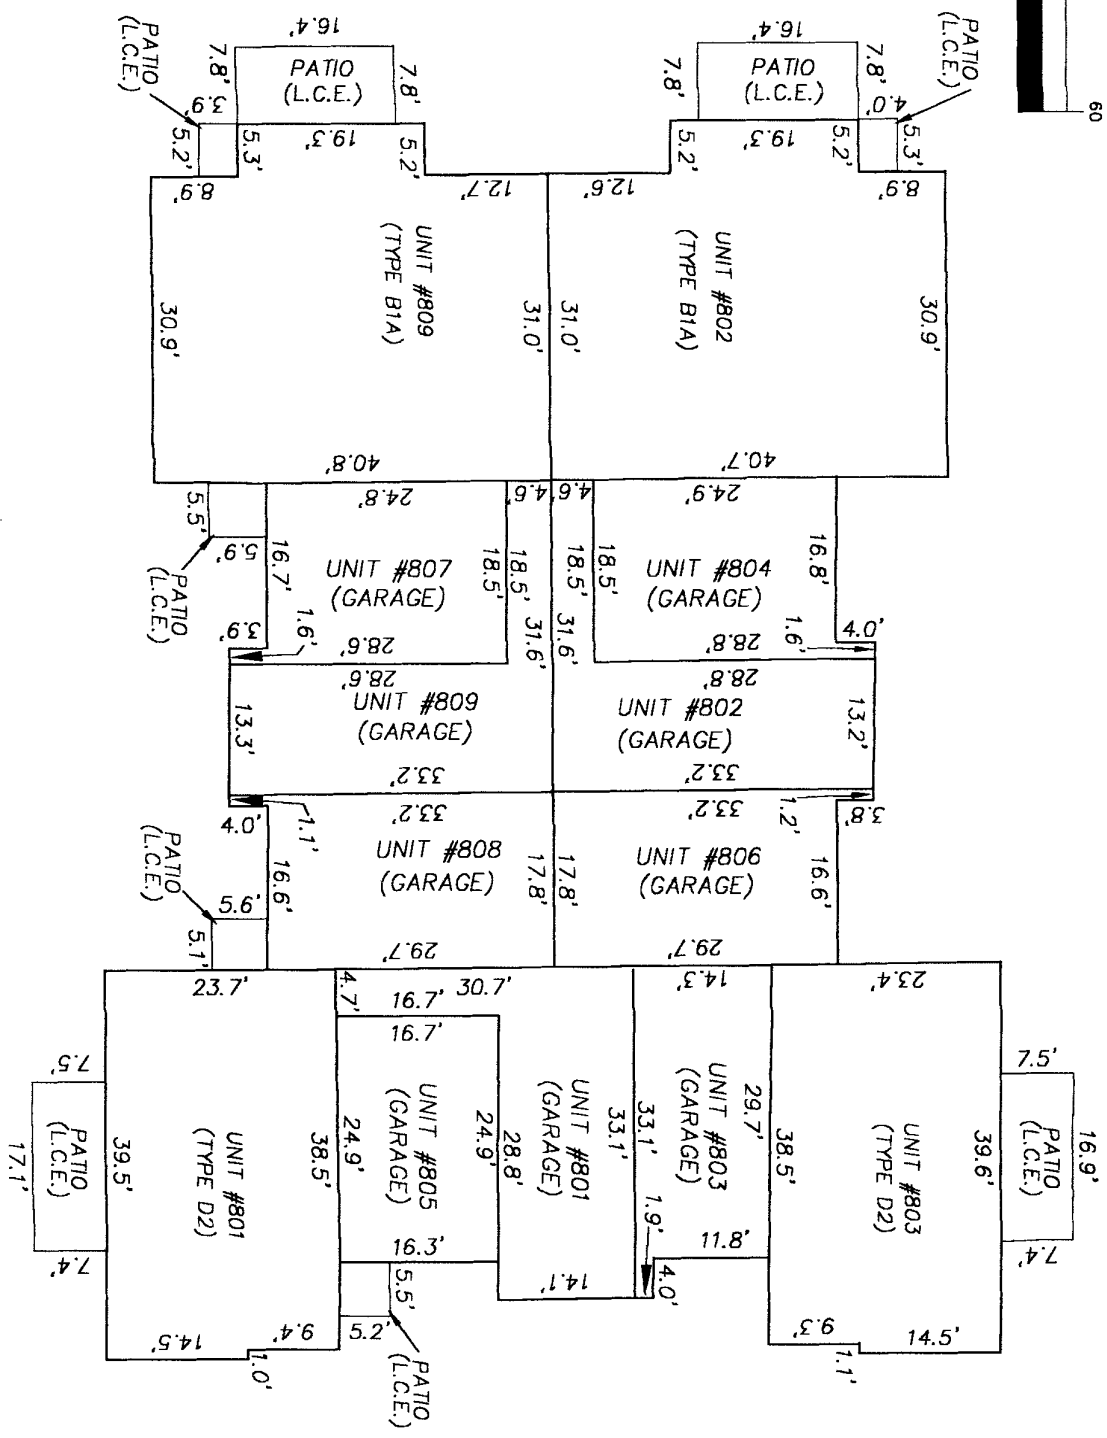 60
PATIO
(L.C.E.)
16.4'
7.8'
PATIO
(L.C.E.)
7.8'
3.9'
5.2'
5.3'
19.3'
5.2'
8.9'
12.7'
PATIO
(L.C.E.)
16.4'
7.8'
PATIO
(L.C.E.)
7.8'
4.0'
5.2'
19.3'
5.2'
5.3'
12.6'
8.9'
UNIT #809
(TYPE B1A)
30.9'
31.0'
40.8'
UNIT #802
(TYPE B1A)
31.0'
30.9'
40.7'
5.5'
5.9'
PATIO
(L.C.E.)
24.8'
4.6'
4.6'
24.9'
16.7'
UNIT #807
(GARAGE)
18.5'
18.5'
18.5'
18.5'
UNIT #804
(GARAGE)
16.8'
3.9'
1.6'
28.6'
31.6'
31.6'
28.8'
1.6'
4.0'
28.6'
28.8'
13.3'
UNIT #809
(GARAGE)
UNIT #802
(GARAGE)
13.2'
33.2'
33.2'
4.0'
1.1'
33.2'
33.2'
1.2'
3.8'
PATIO
(L.C.E.)
5.6'
5.1'
16.6'
UNIT #808
(GARAGE)
17.8'
17.8'
UNIT #806
(GARAGE)
16.6'
29.7'
29.7'
23.7'
4.7'
16.7'
30.7'
14.3'
23.4'
16.7'
7.5'
PATIO
(L.C.E.)
17.1'
7.4'
39.5'
UNIT #801
(TYPE D2)
38.5'
24.9'
UNIT #805
(GARAGE)
24.9'
28.8'
UNIT #801
(GARAGE)
33.1'
33.1'
UNIT #803
(GARAGE)
29.7'
38.5'
UNIT #803
(TYPE D2)
39.6'
7.5'
PATIO
(L.C.E.)
16.9'
7.4'
16.3'
5.5'
5.2'
PATIO
(L.C.E.)
14.1'
1.9'
4.0'
11.8'
14.5'
9.4'
1.0'
9.3'
14.5'
1.1'